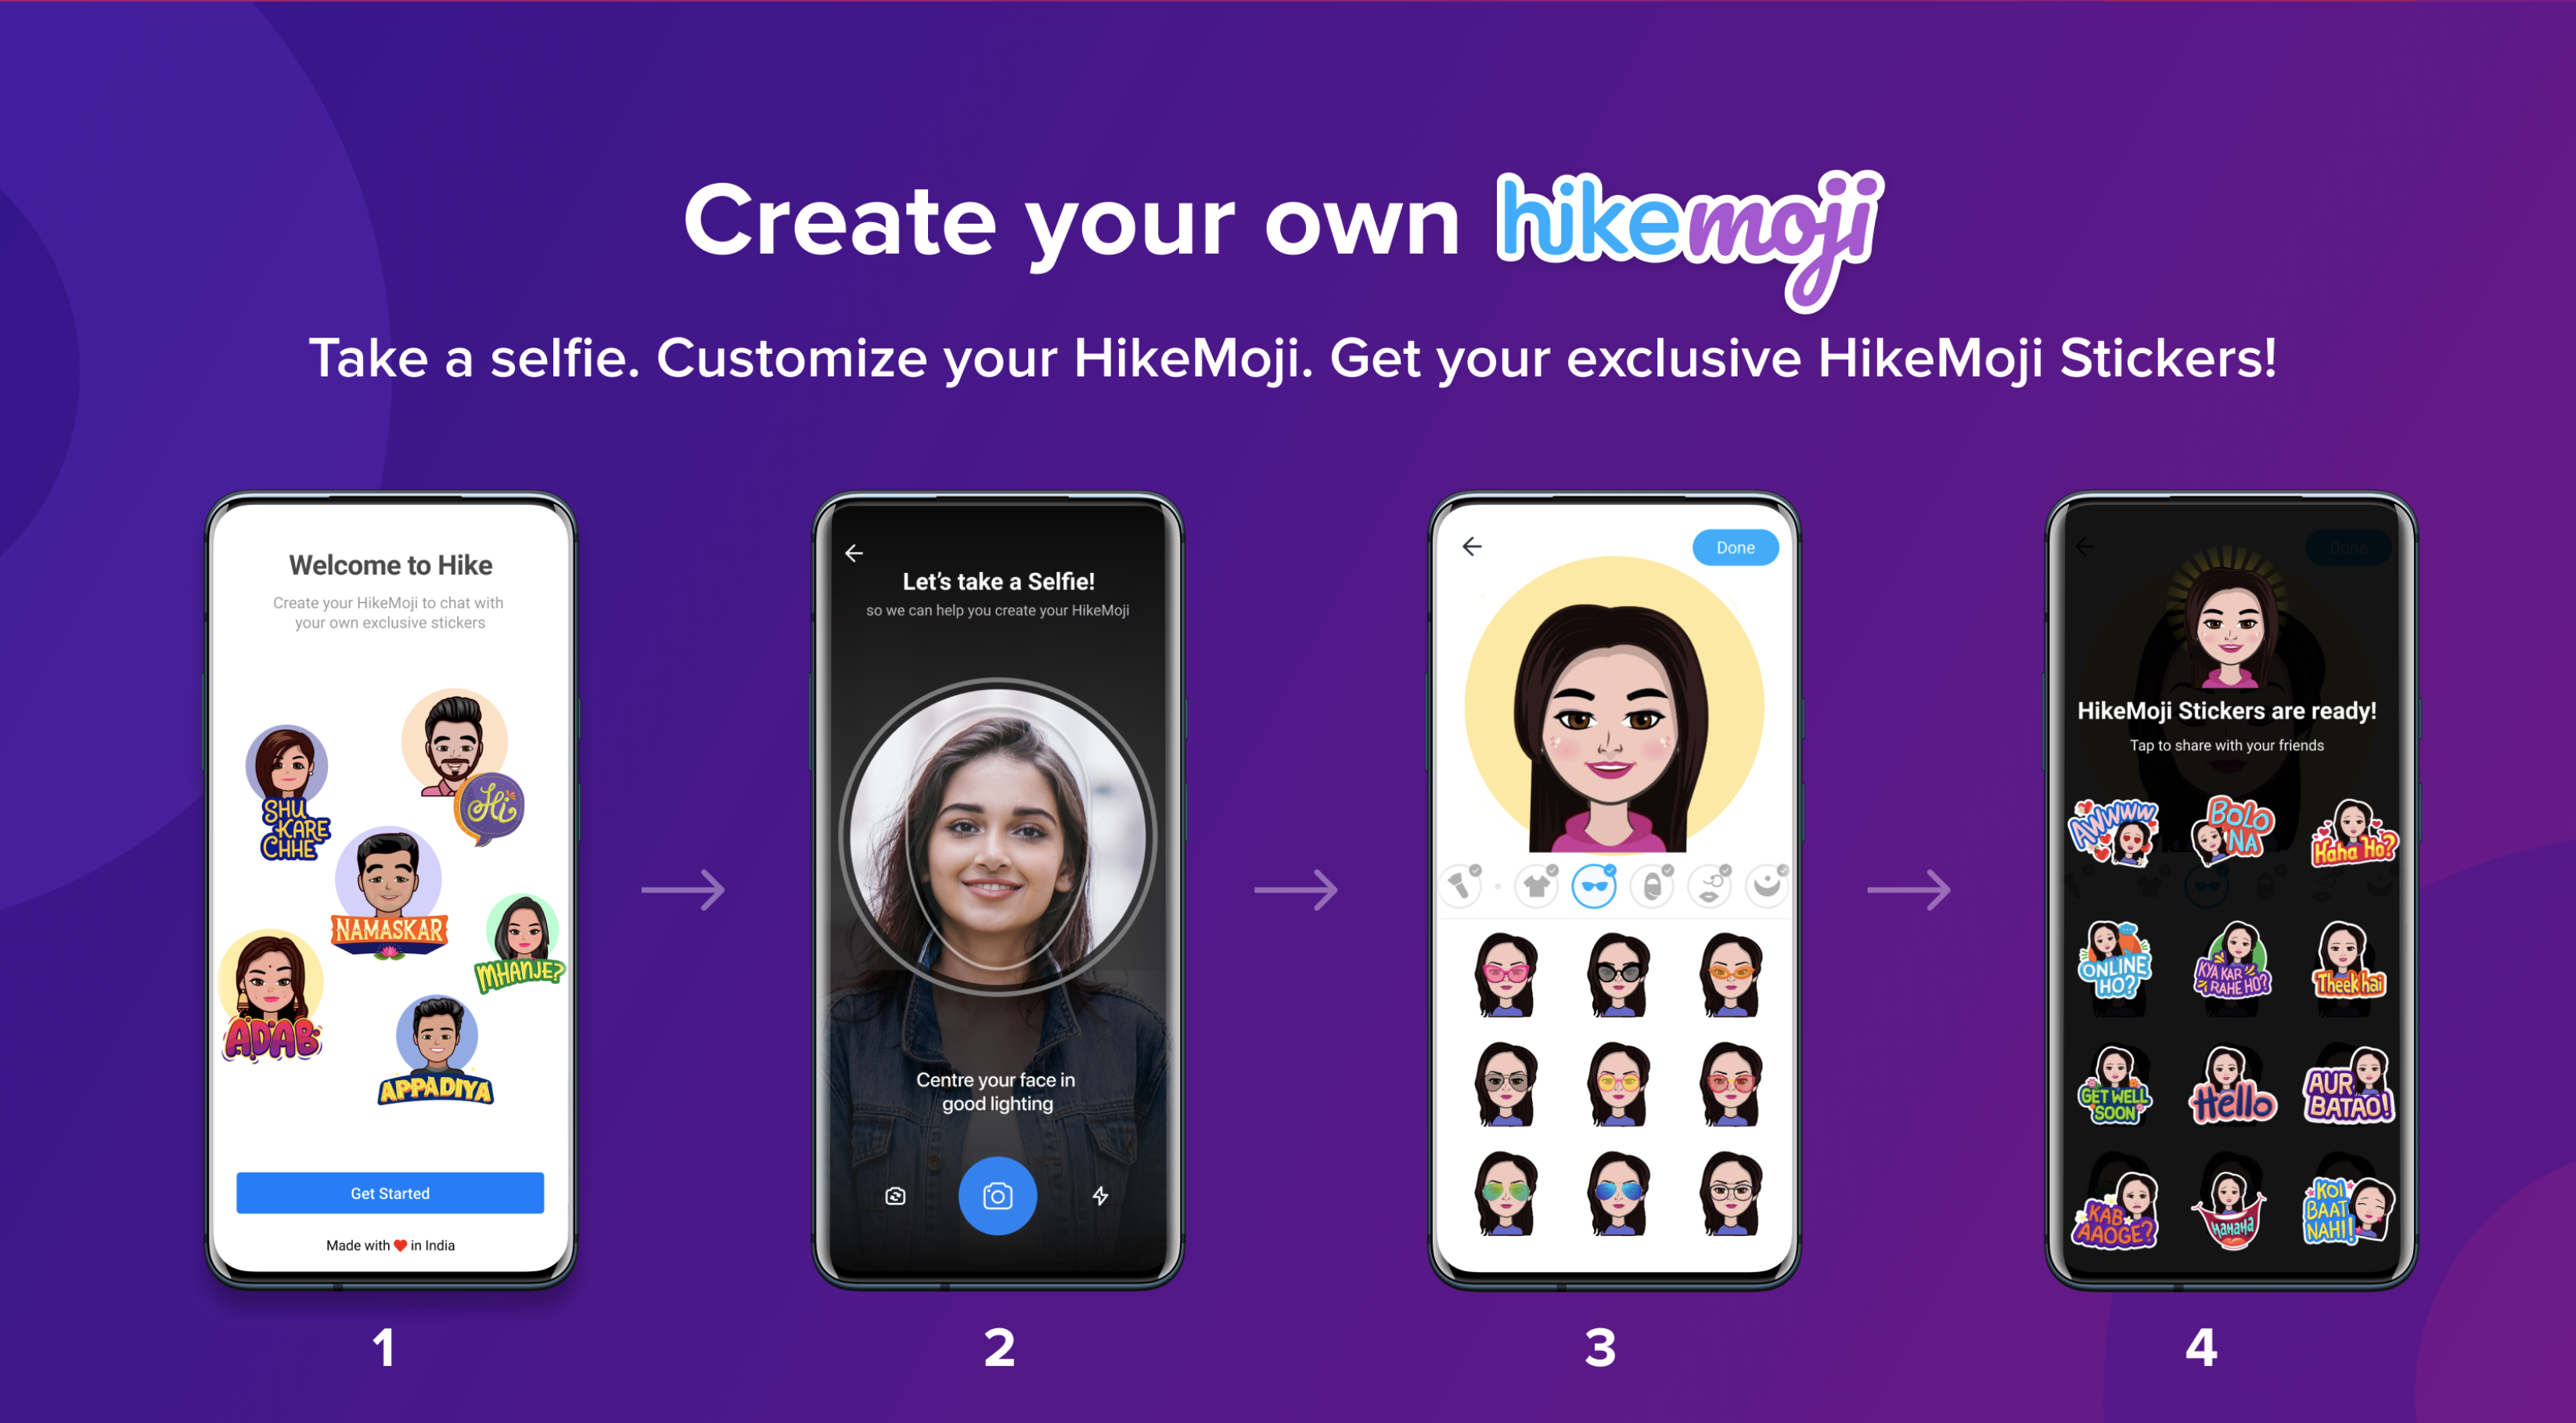 Create your own hikemoji
Take a selfie. Customize your HikeMoji. Get your exclusive HikeMoji Stickers!
Welcome to Hike
Create your HikeMoji to chat with
your own exclusive stickers
SHU
KARE
CHHE
Hi
NAMASKAR
MHANJE?
ADAB
APPADIYA
Get Started
Made with ❤ in India
1
Let's take a Selfie!
so we can help you create your HikeMoji
Centre your face in
good lighting
2
Done
3
Done
HikeMoji Stickers are ready!
Tap to share with your friends
AWWWW
BOLO
NA
Kaha Ho?
ONLINE
HO?
KYA KAR
RAHE HO?
Theek hai
GET WELL
SOON
Hello
AUR
BATAO!
KAB
AAOGE?
HAHAHA
KOI
BAAT
NAHI!
4